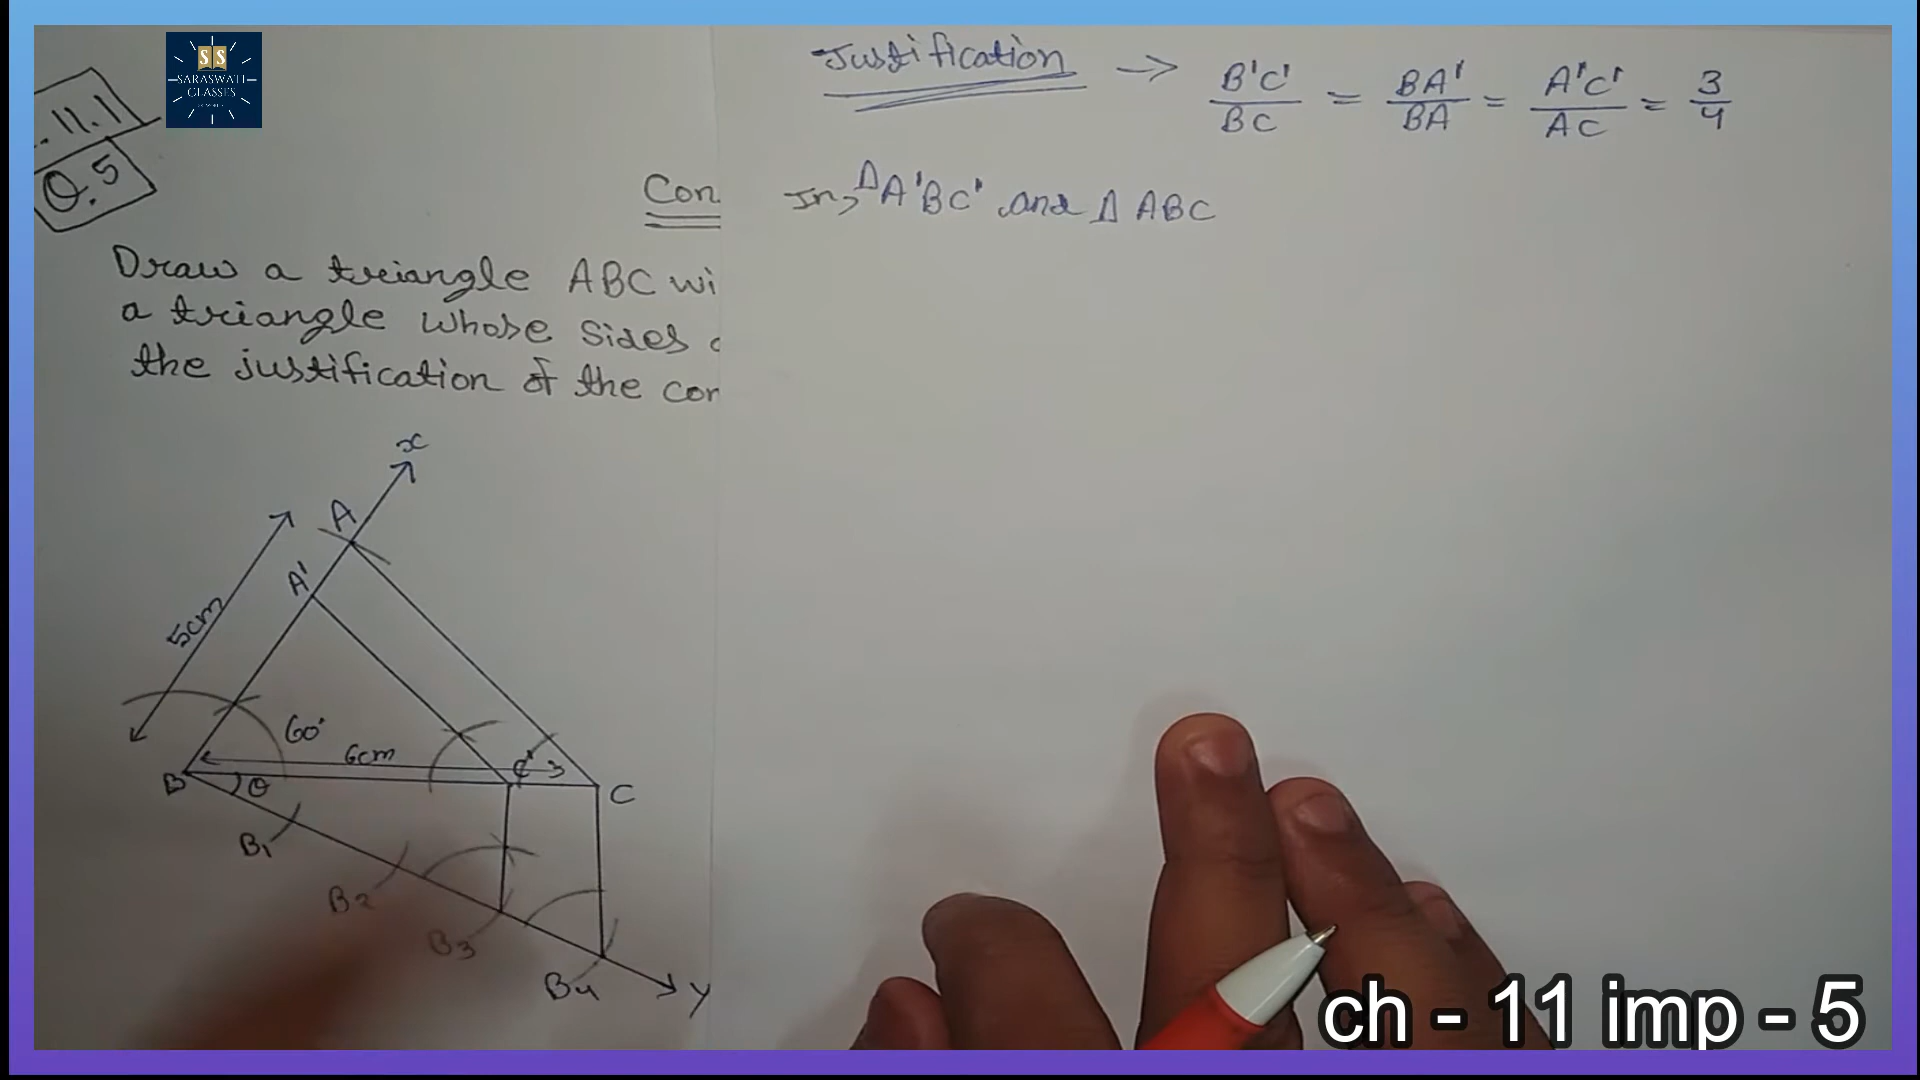 SS
SARASWATI
CLASSES
. 11.1
Q. 5
Con
Draw a triangle ABC wi
a triangle whose sides
the justification of the con
x
A
A'
5cm
60°
6cm
B
θ
C'
C
B1
B2
B3
B4
y
Justification → B'C'/BC = BA'/BA = A'C'/AC = 3/4
In, ΔA'BC' and Δ ABC
ch - 11 imp - 5